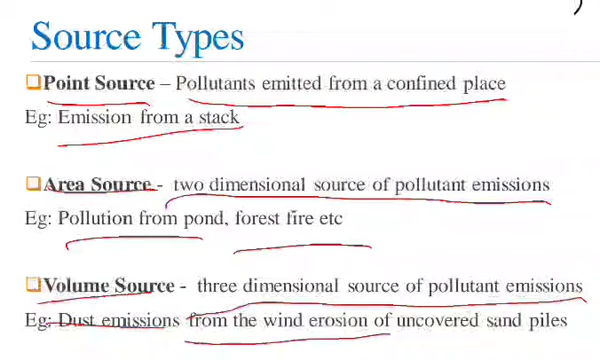 Source Types
Point Source – Pollutants emitted from a confined place
Eg: Emission from a stack
Area Source - two dimensional source of pollutant emissions
Eg: Pollution from pond, forest fire etc
Volume Source - three dimensional source of pollutant emissions
Eg: Dust emissions from the wind erosion of uncovered sand piles